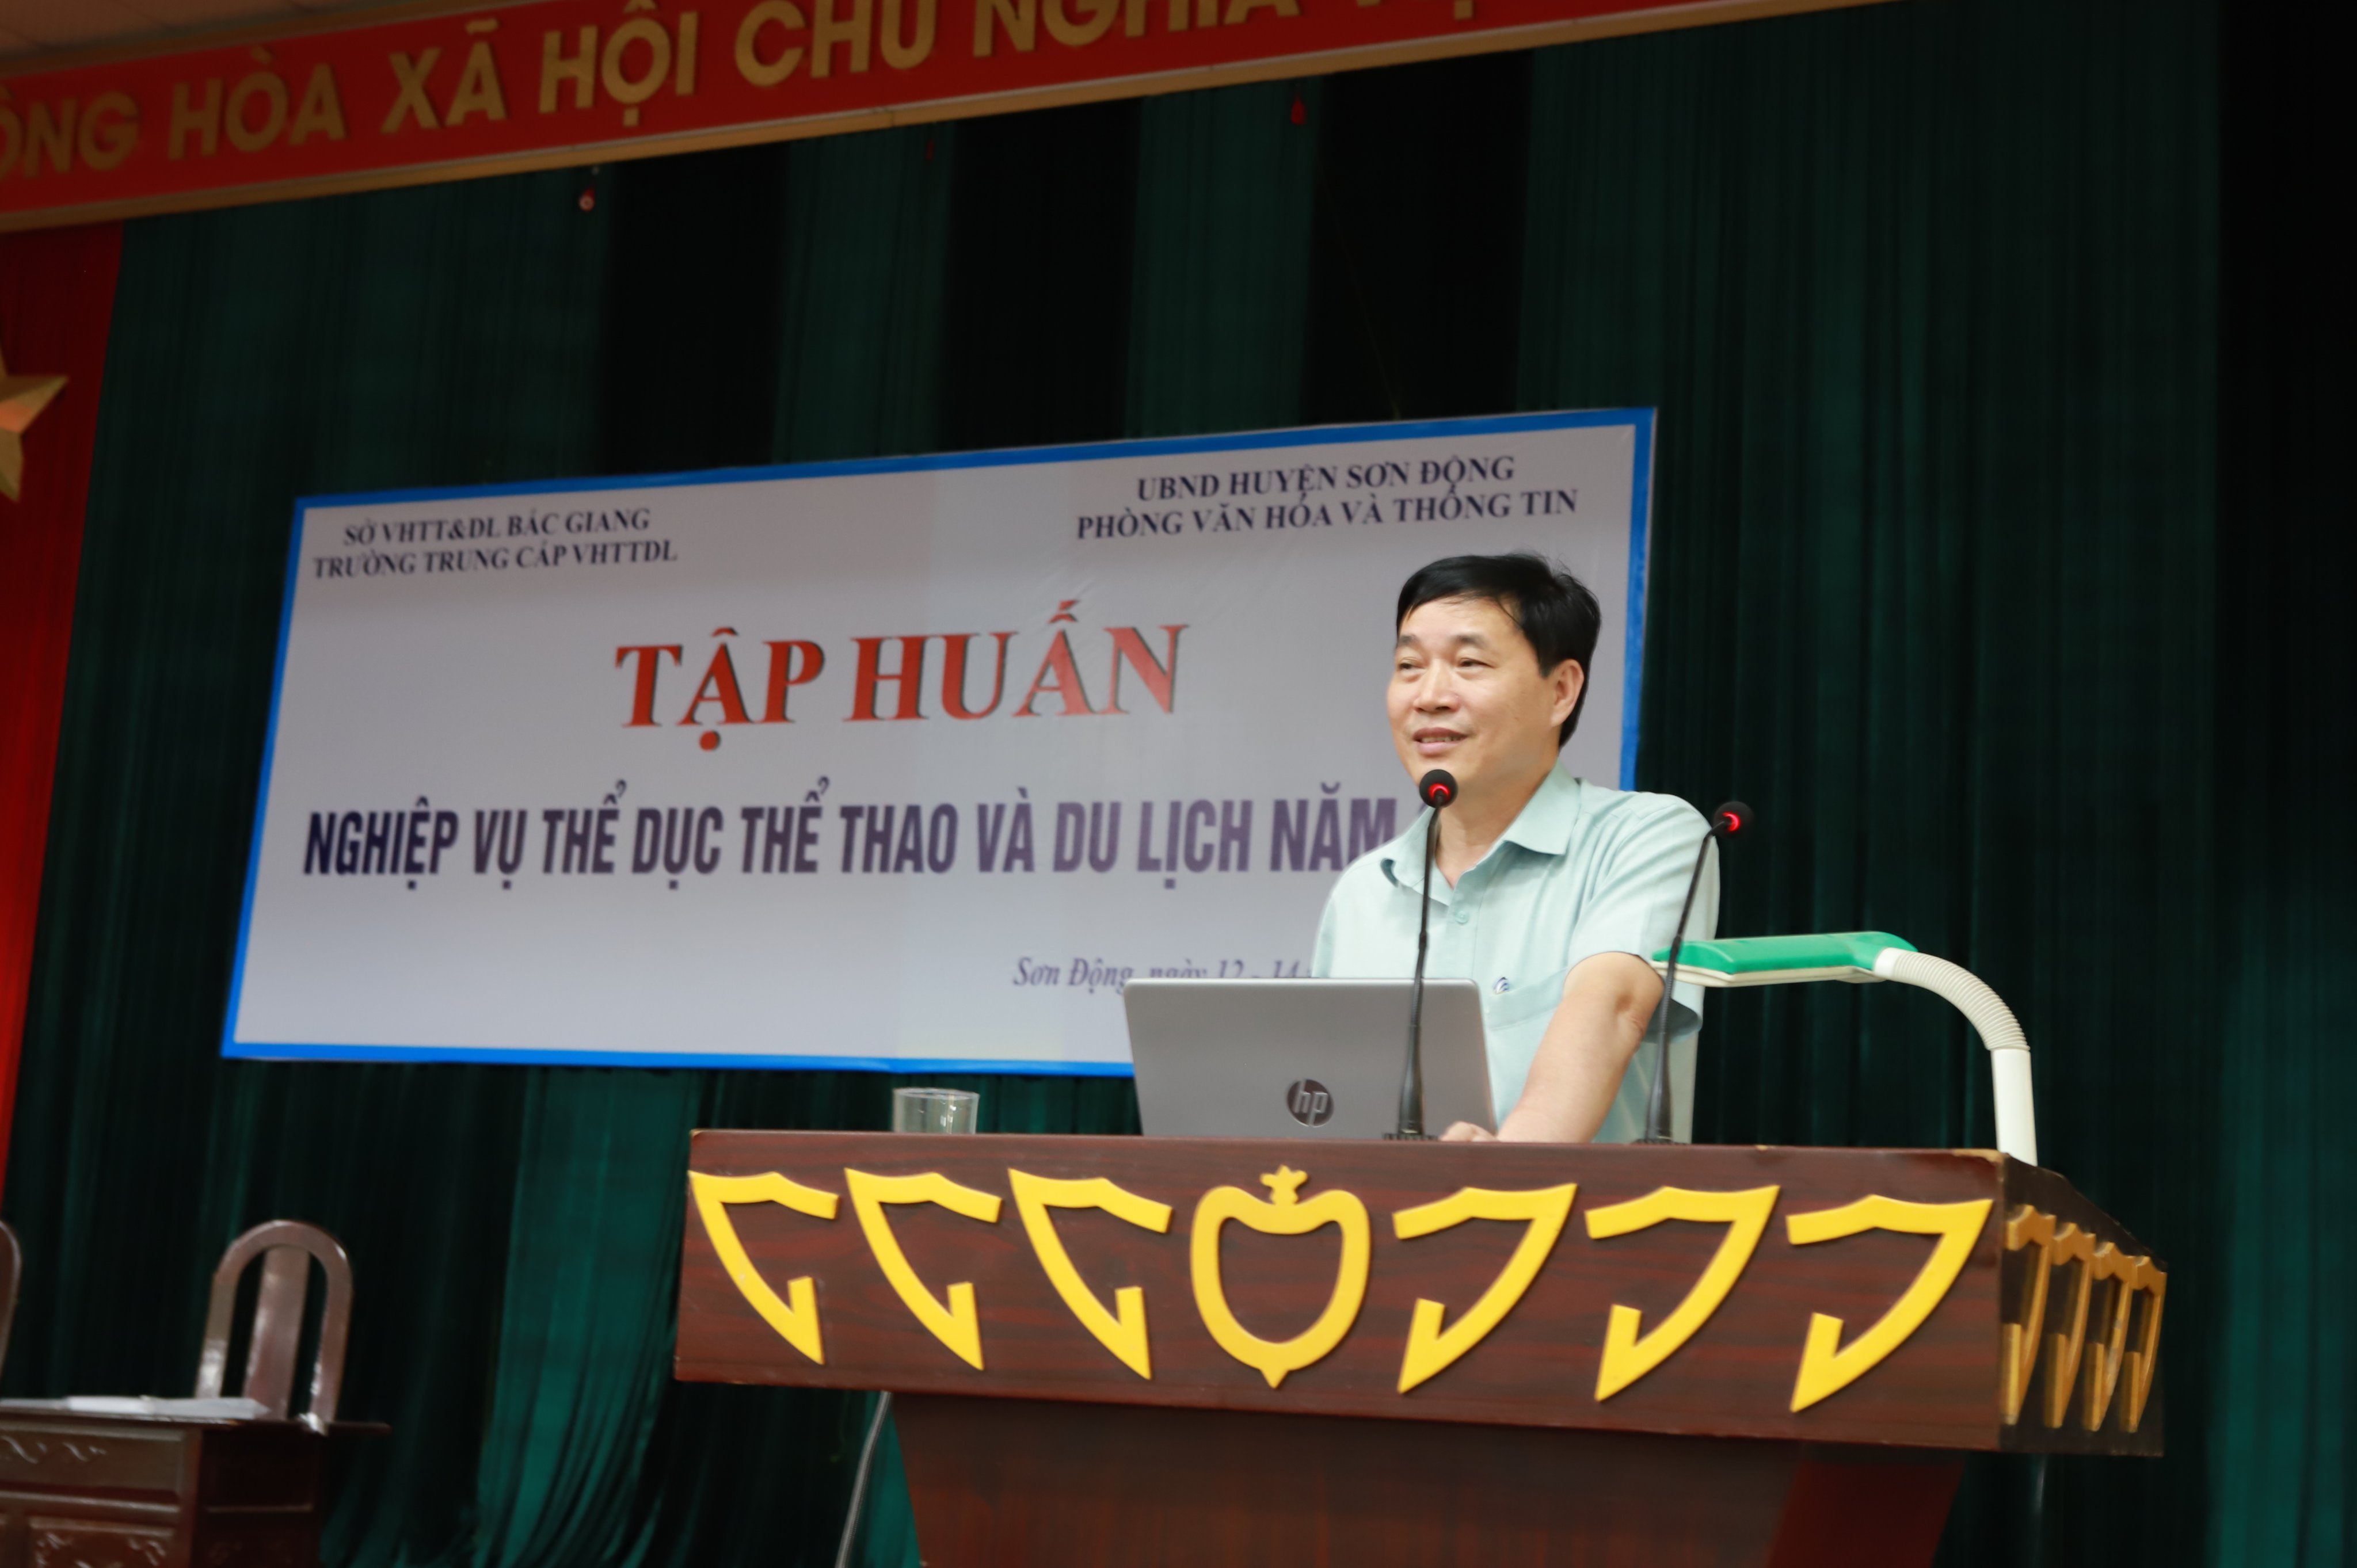 HÒA XÃ HỘI CHỦ NGHĨA
SỞ VHTT&DL BẮC GIANG
TRƯỜNG TRUNG CẤP VHTTDL
UBND HUYỆN SƠN ĐỘNG
PHÒNG VĂN HÓA VÀ THÔNG TIN
TẬP HUẤN
NGHIỆP VỤ THỂ DỤC THỂ THAO VÀ DU LỊCH NĂM
Sơn Động, ngày 12 - 14
hp